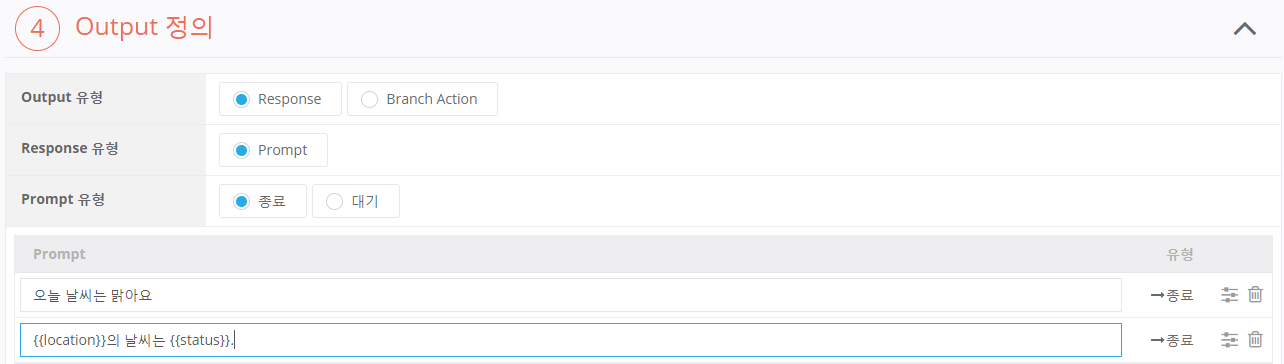 4 Output 정의
Output 유형 Response Branch Action
Response 유형 Prompt
Prompt 유형 종료 대기
Prompt 유형
오늘 날씨는 맑아요 →종료
{{location}}의 날씨는 {{status}}. →종료